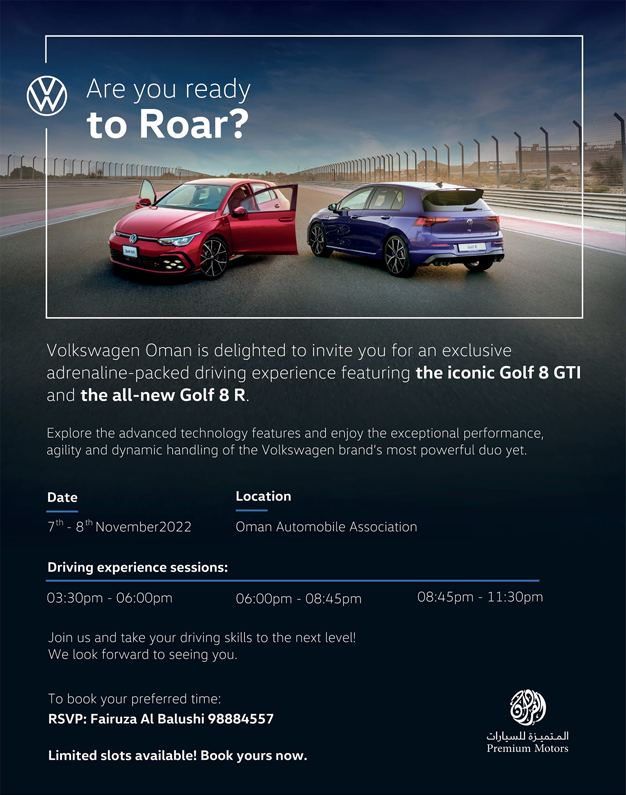 Are you ready
to Roar?
Volkswagen Oman is delighted to invite you for an exclusive
adrenaline-packed driving experience featuring the iconic Golf 8 GTI
and the all-new Golf 8 R.
Explore the advanced technology features and enjoy the exceptional performance,
agility and dynamic handling of the Volkswagen brand's most powerful duo yet.
Date
Location
7th - 8th November2022
Oman Automobile Association
Driving experience sessions:
03:30pm - 06:00pm
06:00pm - 08:45pm
08:45pm - 11:30pm
Join us and take your driving skills to the next level!
We look forward to seeing you.
To book your preferred time:
RSVP: Fairuza Al Balushi 98884557
Limited slots available! Book yours now.
المتميزة للسيارات
Premium Motors